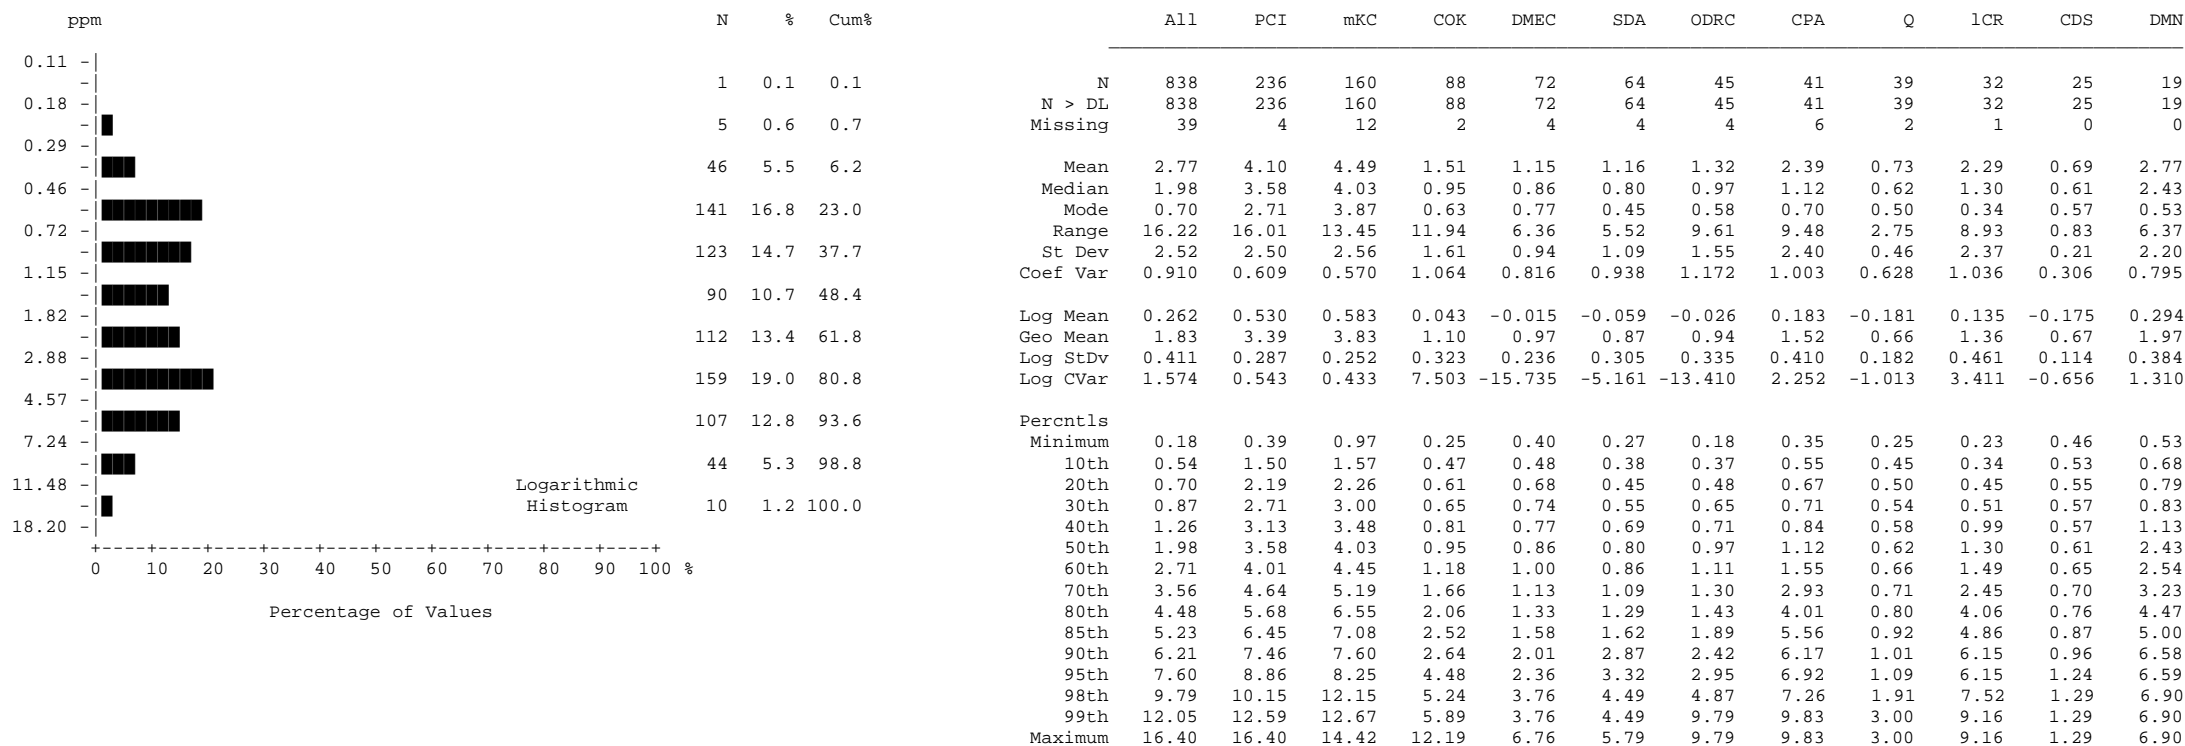 ppm N % Cum% All PCI mKC COK DMEC SDA ODRC CPA Q lCR CDS DMN
0.11 -|
-| 1 0.1 0.1 N 838 236 160 88 72 64 45 41 39 32 25 19
0.18 -| N > DL 838 236 160 88 72 64 45 41 39 32 25 19
-| 5 0.6 0.7 Missing 39 4 12 2 4 4 4 6 2 1 0 0
0.29 -|
-| 46 5.5 6.2 Mean 2.77 4.10 4.49 1.51 1.15 1.16 1.32 2.39 0.73 2.29 0.69 2.77
0.46 -| Median 1.98 3.58 4.03 0.95 0.86 0.80 0.97 1.12 0.62 1.30 0.61 2.43
-| 141 16.8 23.0 Mode 0.70 2.71 3.87 0.63 0.77 0.45 0.58 0.70 0.50 0.34 0.57 0.53
0.72 -| Range 16.22 16.01 13.45 11.94 6.36 5.52 9.61 9.48 2.75 8.93 0.83 6.37
-| 123 14.7 37.7 St Dev 2.52 2.50 2.56 1.61 0.94 1.09 1.55 2.40 0.46 2.37 0.21 2.20
1.15 -| Coef Var 0.910 0.609 0.570 1.064 0.816 0.938 1.172 1.003 0.628 1.036 0.306 0.795
-| 90 10.7 48.4
1.82 -| Log Mean 0.262 0.530 0.583 0.043 -0.015 -0.059 -0.026 0.183 -0.181 0.135 -0.175 0.294
-| 112 13.4 61.8 Geo Mean 1.83 3.39 3.83 1.10 0.97 0.87 0.94 1.52 0.66 1.36 0.67 1.97
2.88 -| Log StDv 0.411 0.287 0.252 0.323 0.236 0.305 0.335 0.410 0.182 0.461 0.114 0.384
-| 159 19.0 80.8 Log CVar 1.574 0.543 0.433 7.503 -15.735 -5.161 -13.410 2.252 -1.013 3.411 -0.656 1.310
4.57 -|
-| 107 12.8 93.6 Percntls
7.24 -| Minimum 0.18 0.39 0.97 0.25 0.40 0.27 0.18 0.35 0.25 0.23 0.46 0.53
-| 44 5.3 98.8 10th 0.54 1.50 1.57 0.47 0.48 0.38 0.37 0.55 0.45 0.34 0.53 0.68
11.48 -| Logarithmic 20th 0.70 2.19 2.26 0.61 0.68 0.45 0.48 0.67 0.50 0.45 0.55 0.79
-| Histogram 10 1.2 100.0 30th 0.87 2.71 3.00 0.65 0.74 0.55 0.65 0.71 0.54 0.51 0.57 0.83
18.20 -| 40th 1.26 3.13 3.48 0.81 0.77 0.69 0.71 0.84 0.58 0.99 0.57 1.13
+----+----+----+----+----+----+----+----+----+----+ 50th 1.98 3.58 4.03 0.95 0.86 0.80 0.97 1.12 0.62 1.30 0.61 2.43
0 10 20 30 40 50 60 70 80 90 100 % 60th 2.71 4.01 4.45 1.18 1.00 0.86 1.11 1.55 0.66 1.49 0.65 2.54
70th 3.56 4.64 5.19 1.66 1.13 1.09 1.30 2.93 0.71 2.45 0.70 3.23
Percentage of Values 80th 4.48 5.68 6.55 2.06 1.33 1.29 1.43 4.01 0.80 4.06 0.76 4.47
85th 5.23 6.45 7.08 2.52 1.58 1.62 1.89 5.56 0.92 4.86 0.87 5.00
90th 6.21 7.46 7.60 2.64 2.01 2.87 2.42 6.17 1.01 6.15 0.96 6.58
95th 7.60 8.86 8.25 4.48 2.36 3.32 2.95 6.92 1.09 6.15 1.24 6.59
98th 9.79 10.15 12.15 5.24 3.76 4.49 4.87 7.26 1.91 7.52 1.29 6.90
99th 12.05 12.59 12.67 5.89 3.76 4.49 9.79 9.83 3.00 9.16 1.29 6.90
Maximum 16.40 16.40 14.42 12.19 6.76 5.79 9.79 9.83 3.00 9.16 1.29 6.90